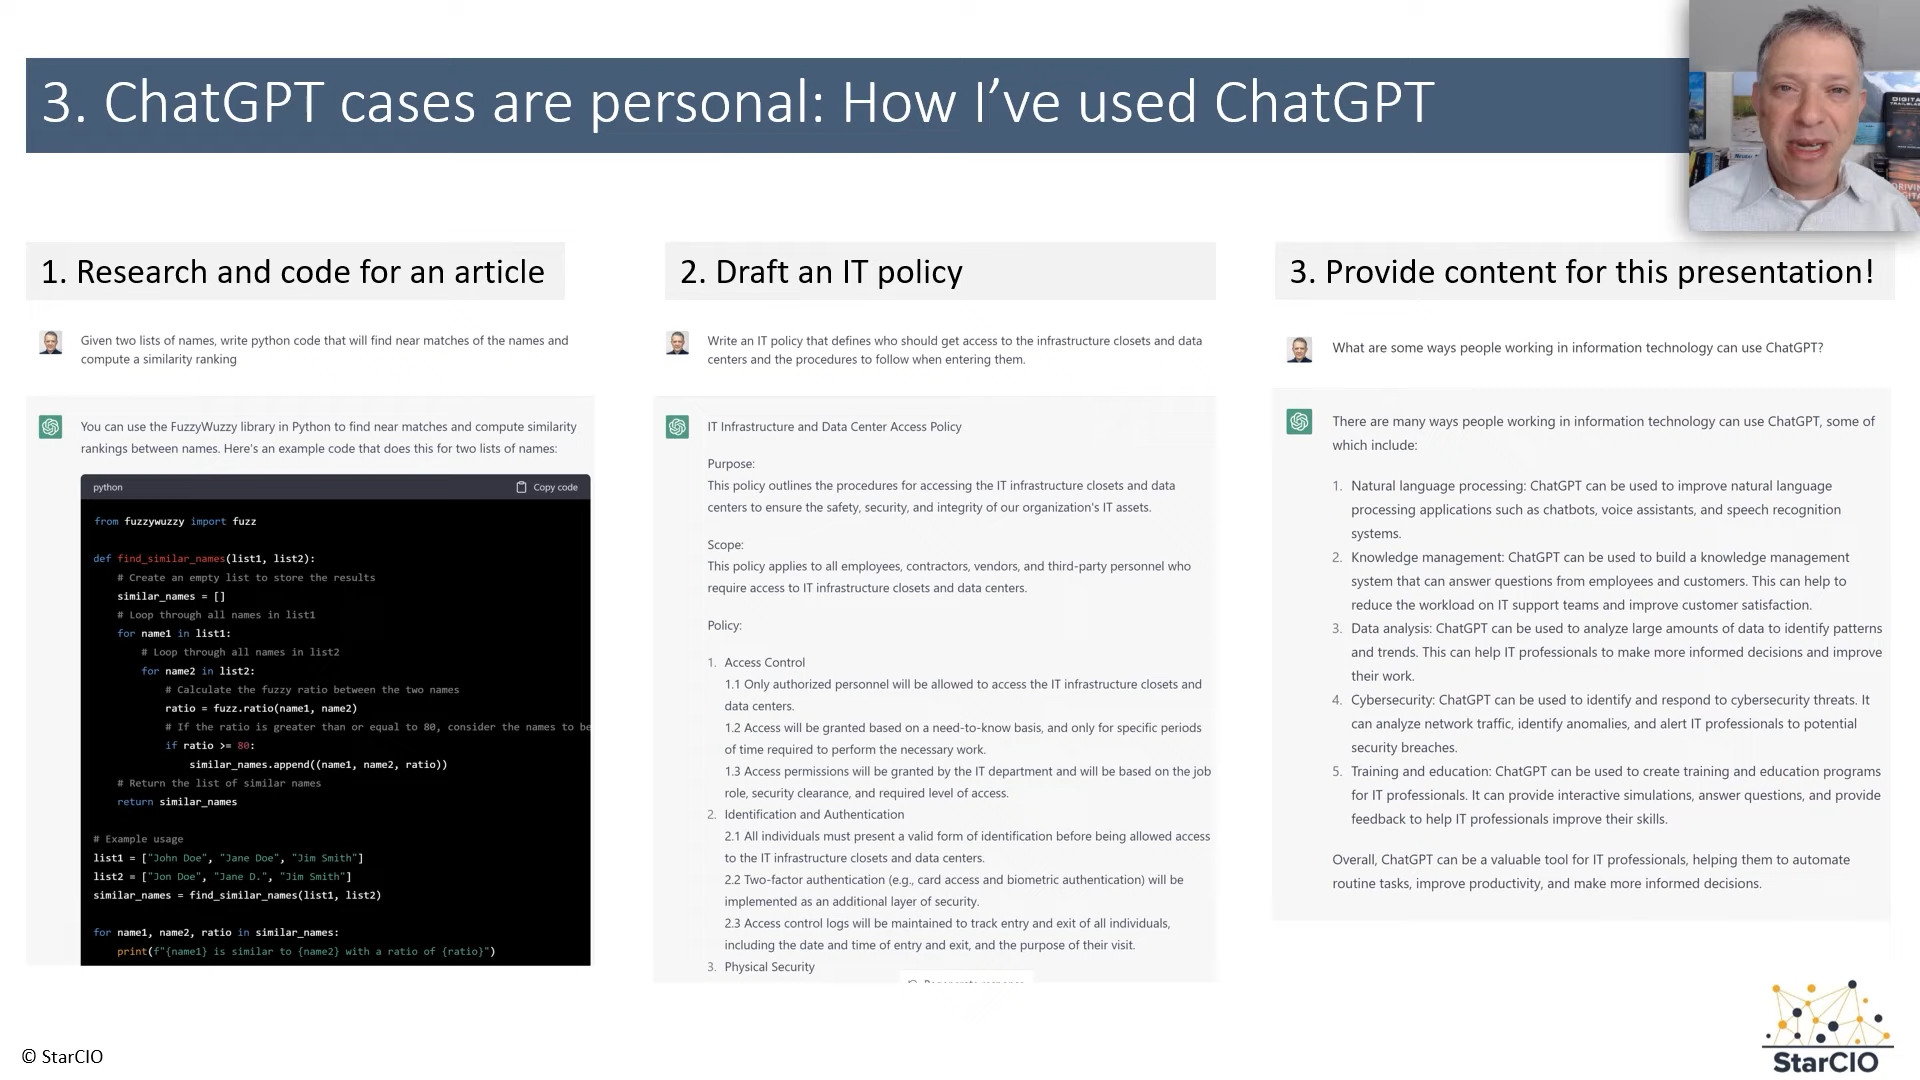 3. ChatGPT cases are personal: How I’ve used ChatGPT
1. Research and code for an article
Given two lists of names, write python code that will find near matches of the names and
compute a similarity ranking
You can use the FuzzyWuzzy library in Python to find near matches and compute similarity
rankings between names. Here's an example code that does this for two lists of names:
python
Copy code
from fuzzywuzzy import fuzz
def find_similar_names(list1, list2):
# Create an empty list to store the results
similar_names = []
# Loop through all names in list1
for name1 in list1:
# Loop through all names in list2
for name2 in list2:
# Calculate the fuzzy ratio between the two names
ratio = fuzz.ratio(name1, name2)
# If the ratio is greater than or equal to 80, consider the names to be
if ratio >= 80:
similar_names.append((name1, name2, ratio))
# Return the list of similar names
return similar_names
# Example usage
list1 = ["John Doe", "Jane Doe", "Jim Smith"]
list2 = ["Jon Doe", "Jane D.", "Jim Smith"]
similar_names = find_similar_names(list1, list2)
for name1, name2, ratio in similar_names:
print(f"{name1} is similar to {name2} with a ratio of {ratio}")
2. Draft an IT policy
Write an IT policy that defines who should get access to the infrastructure closets and data
centers and the procedures to follow when entering them.
IT Infrastructure and Data Center Access Policy
Purpose:
This policy outlines the procedures for accessing the IT infrastructure closets and data
centers to ensure the safety, security, and integrity of our organization's IT assets.
Scope:
This policy applies to all employees, contractors, vendors, and third-party personnel who
require access to IT infrastructure closets and data centers.
Policy:
1. Access Control
1.1 Only authorized personnel will be allowed to access the IT infrastructure closets and
data centers.
1.2 Access will be granted based on a need-to-know basis, and only for specific periods
of time required to perform the necessary work.
1.3 Access permissions will be granted by the IT department and will be based on the job
role, security clearance, and required level of access.
2. Identification and Authentication
2.1 All individuals must present a valid form of identification before being allowed access
to the IT infrastructure closets and data centers.
2.2 Two-factor authentication (e.g., card access and biometric authentication) will be
implemented as an additional layer of security.
2.3 Access control logs will be maintained to track entry and exit of all individuals,
including the date and time of entry and exit, and the purpose of their visit.
3. Physical Security
3. Provide content for this presentation!
What are some ways people working in information technology can use ChatGPT?
There are many ways people working in information technology can use ChatGPT, some of
which include:
1. Natural language processing: ChatGPT can be used to improve natural language
processing applications such as chatbots, voice assistants, and speech recognition
systems.
2. Knowledge management: ChatGPT can be used to build a knowledge management
system that can answer questions from employees and customers. This can help to
reduce the workload on IT support teams and improve customer satisfaction.
3. Data analysis: ChatGPT can be used to analyze large amounts of data to identify patterns
and trends. This can help IT professionals to make more informed decisions and improve
their work.
4. Cybersecurity: ChatGPT can be used to identify and respond to cybersecurity threats. It
can analyze network traffic, identify anomalies, and alert IT professionals to potential
security breaches.
5. Training and education: ChatGPT can be used to create training and education programs
for IT professionals. It can provide interactive simulations, answer questions, and provide
feedback to help IT professionals improve their skills.
Overall, ChatGPT can be a valuable tool for IT professionals, helping them to automate
routine tasks, improve productivity, and make more informed decisions.
© StarCIO
StarCIO